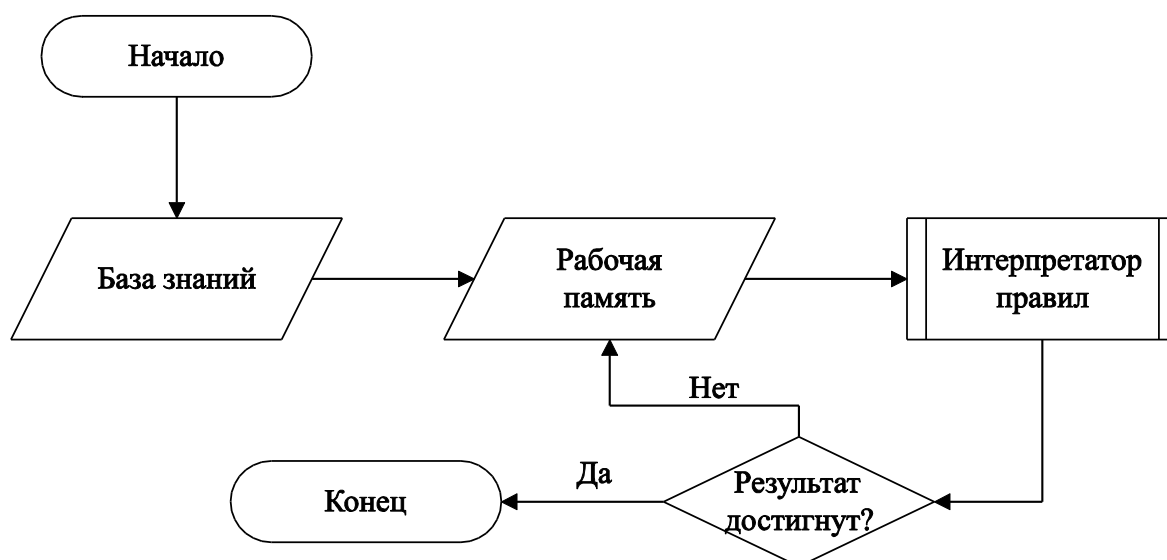 Начало
База знаний
Рабочая
память
Интерпретатор
правил
Нет
Да
Результат
достигнут?
Конец